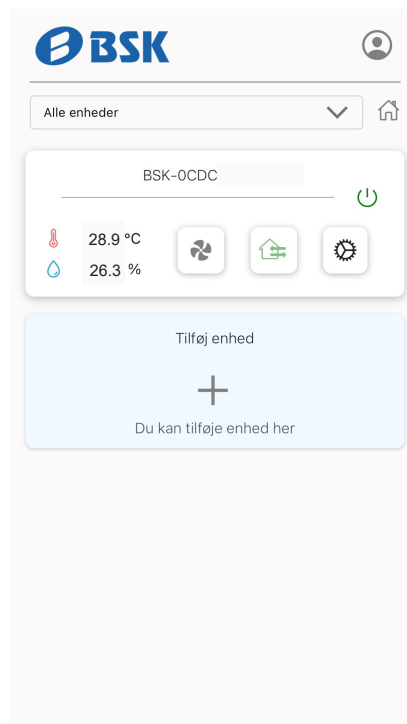 BSK
Alle enheder
BSK-0CDC
28.9 °C
26.3 %
Tilføj enhed
Du kan tilføje enhed her